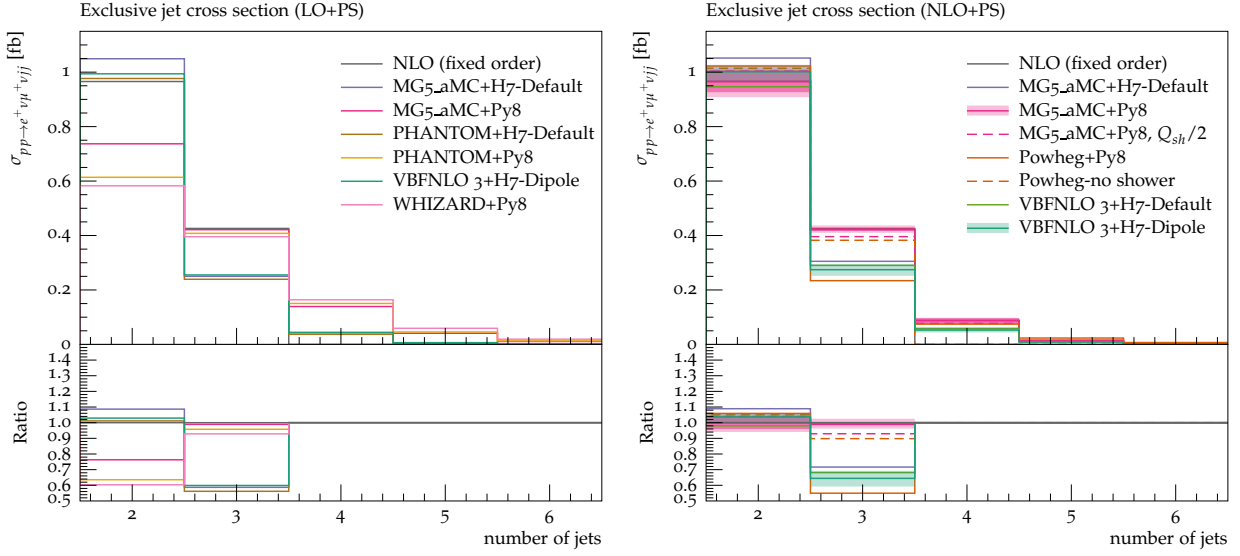 Exclusive jet cross section (LO+PS)
σ_{pp→e⁺νμ⁺νjj} [fb]
NLO (fixed order)
MG5_aMC+H7-Default
MG5_aMC+Py8
PHANTOM+H7-Default
PHANTOM+Py8
VBFNLO 3+H7-Dipole
WHIZARD+Py8
1
0.8
0.6
0.4
0.2
0
Ratio
1.4
1.3
1.2
1.1
1.0
0.9
0.8
0.7
0.6
0.5
2 3 4 5 6
number of jets
Exclusive jet cross section (NLO+PS)
σ_{pp→e⁺νμ⁺νjj} [fb]
NLO (fixed order)
MG5_aMC+H7-Default
MG5_aMC+Py8
MG5_aMC+Py8, Q_{sh}/2
Powheg+Py8
Powheg-no shower
VBFNLO 3+H7-Default
VBFNLO 3+H7-Dipole
1
0.8
0.6
0.4
0.2
0
Ratio
1.4
1.3
1.2
1.1
1.0
0.9
0.8
0.7
0.6
0.5
2 3 4 5 6
number of jets